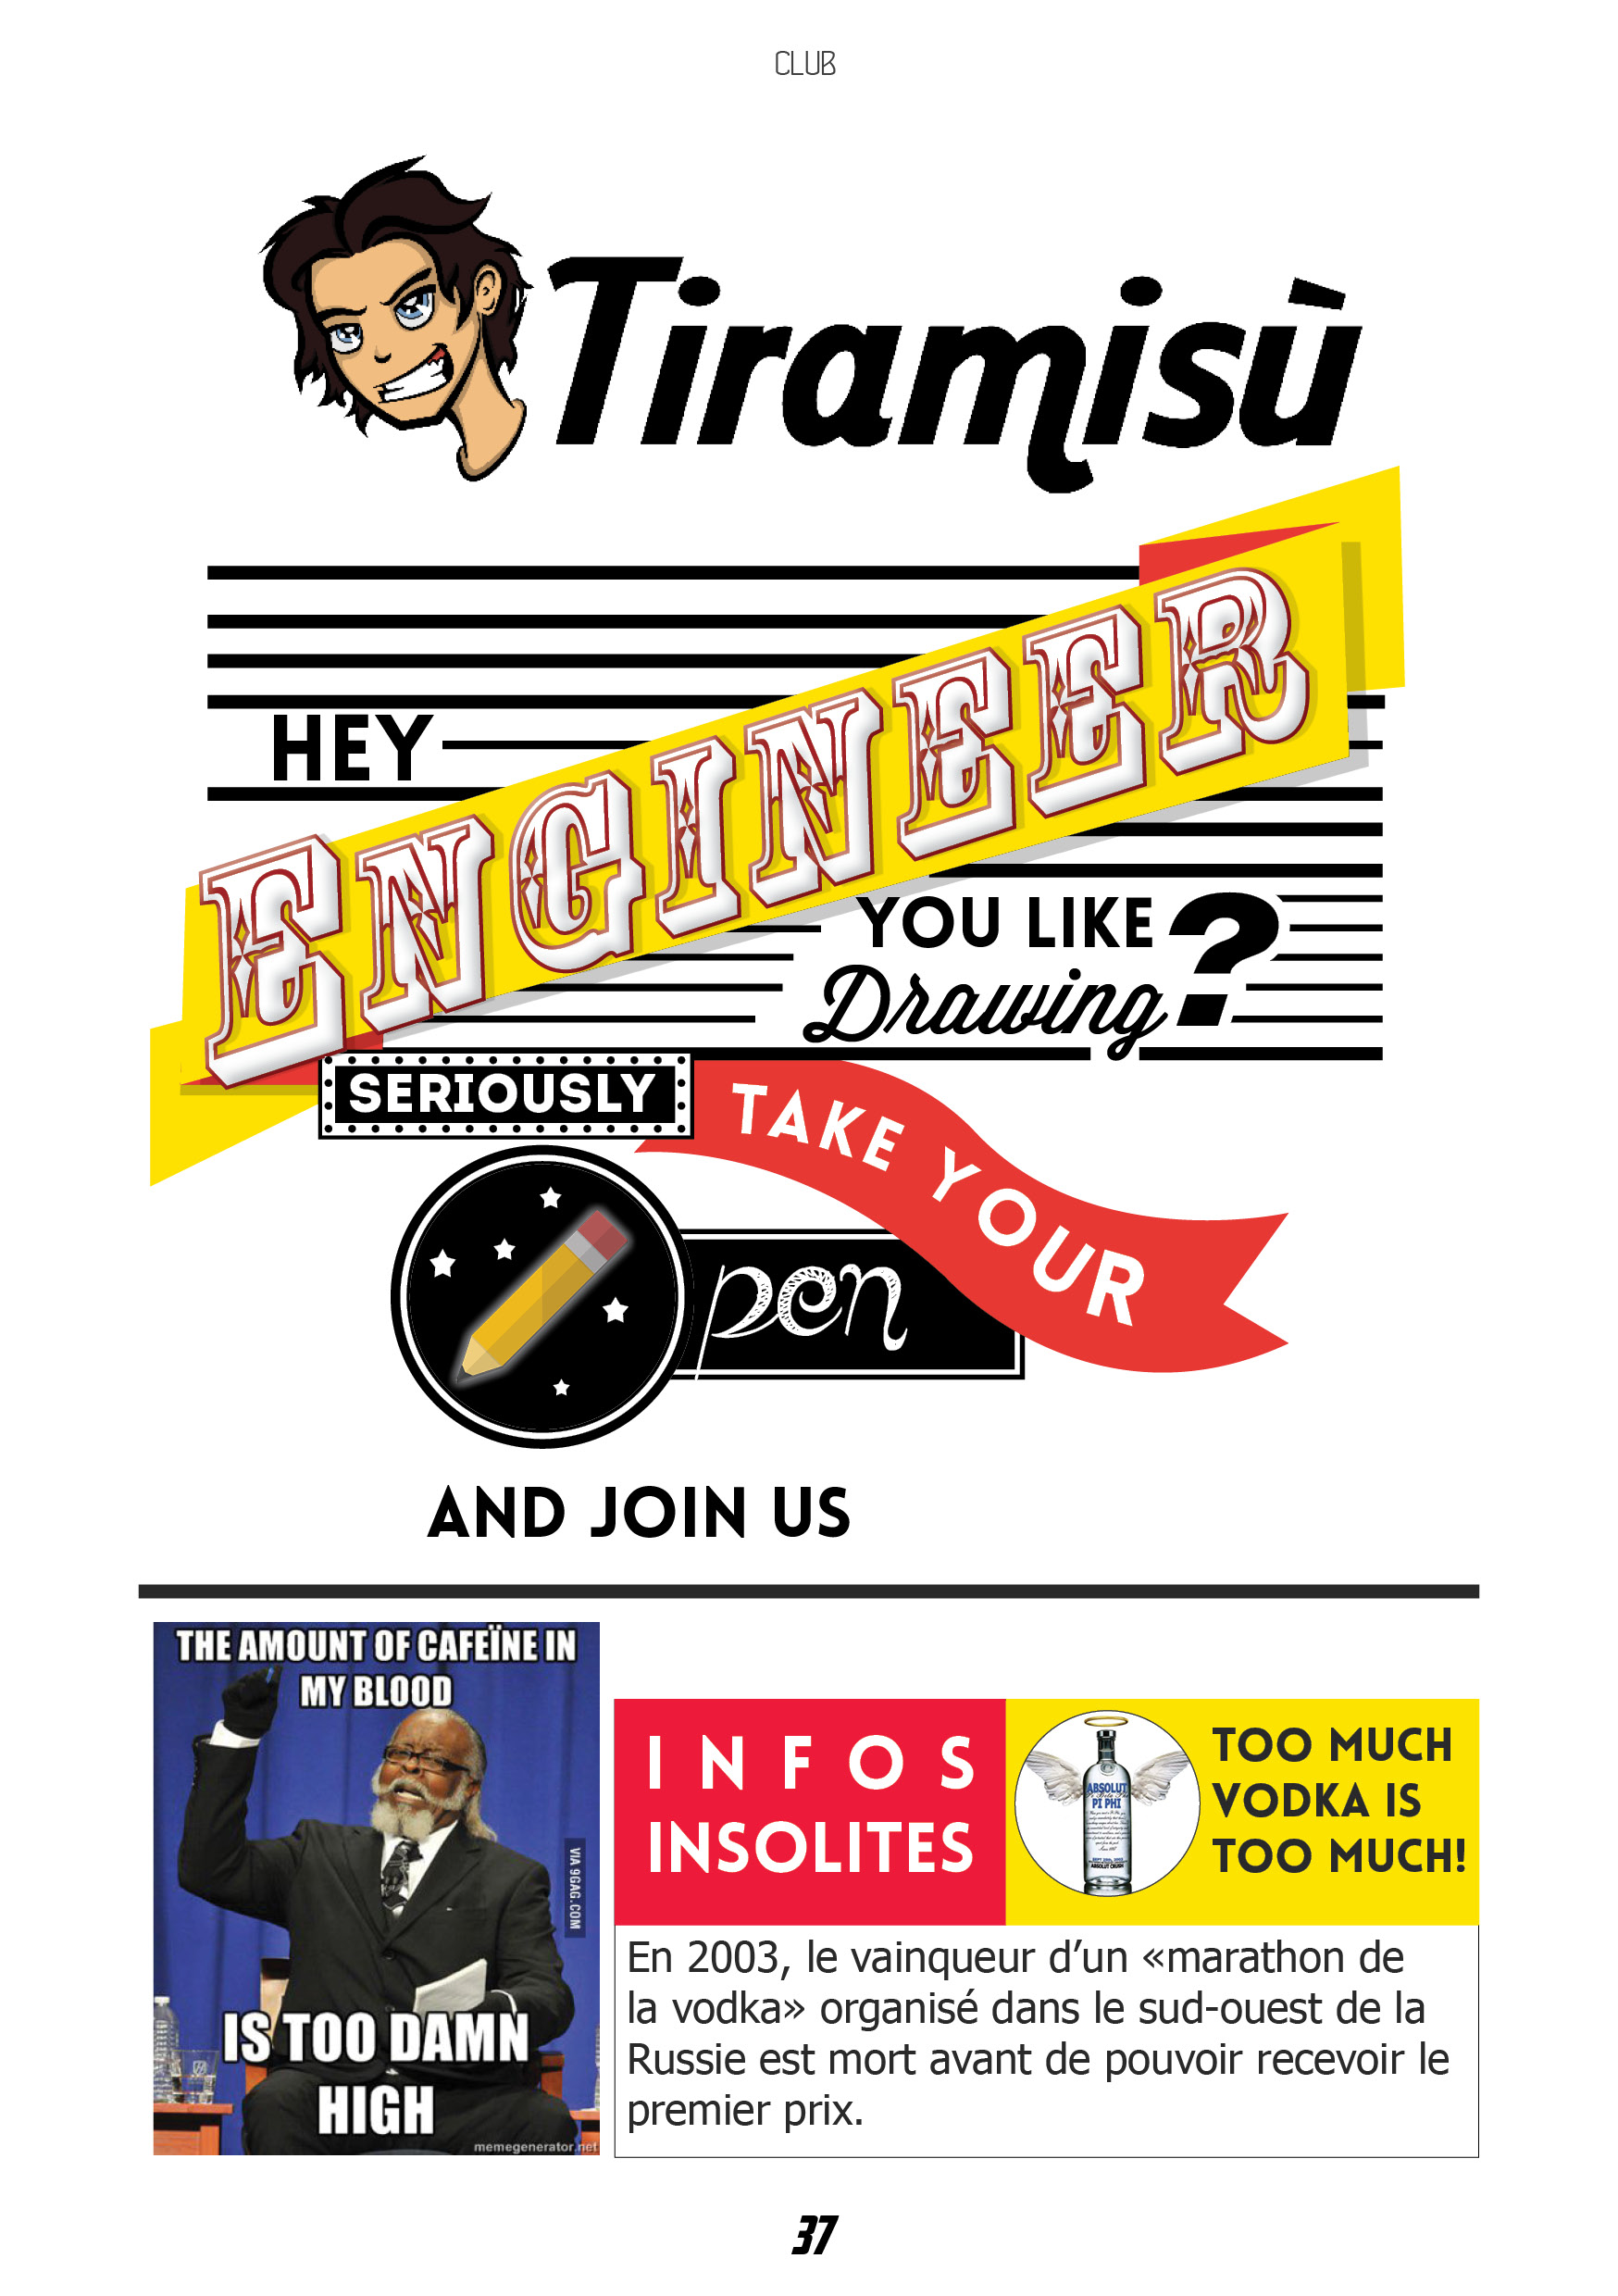 CLUB
Tiramisù
HEY
ENGINEER
YOU LIKE
Drawing?
SERIOUSLY
TAKE YOUR
pen
AND JOIN US
THE AMOUNT OF CAFEÏNE IN
MY BLOOD
VIA 9GAG.COM
IS TOO DAMN
HIGH
memegenerator.net
INFOS
INSOLITES
ABSOLUT
PI PHI
ABSOLUT CRUSH
TOO MUCH
VODKA IS
TOO MUCH!
En 2003, le vainqueur d’un «marathon de
la vodka» organisé dans le sud-ouest de la
Russie est mort avant de pouvoir recevoir le
premier prix.
37